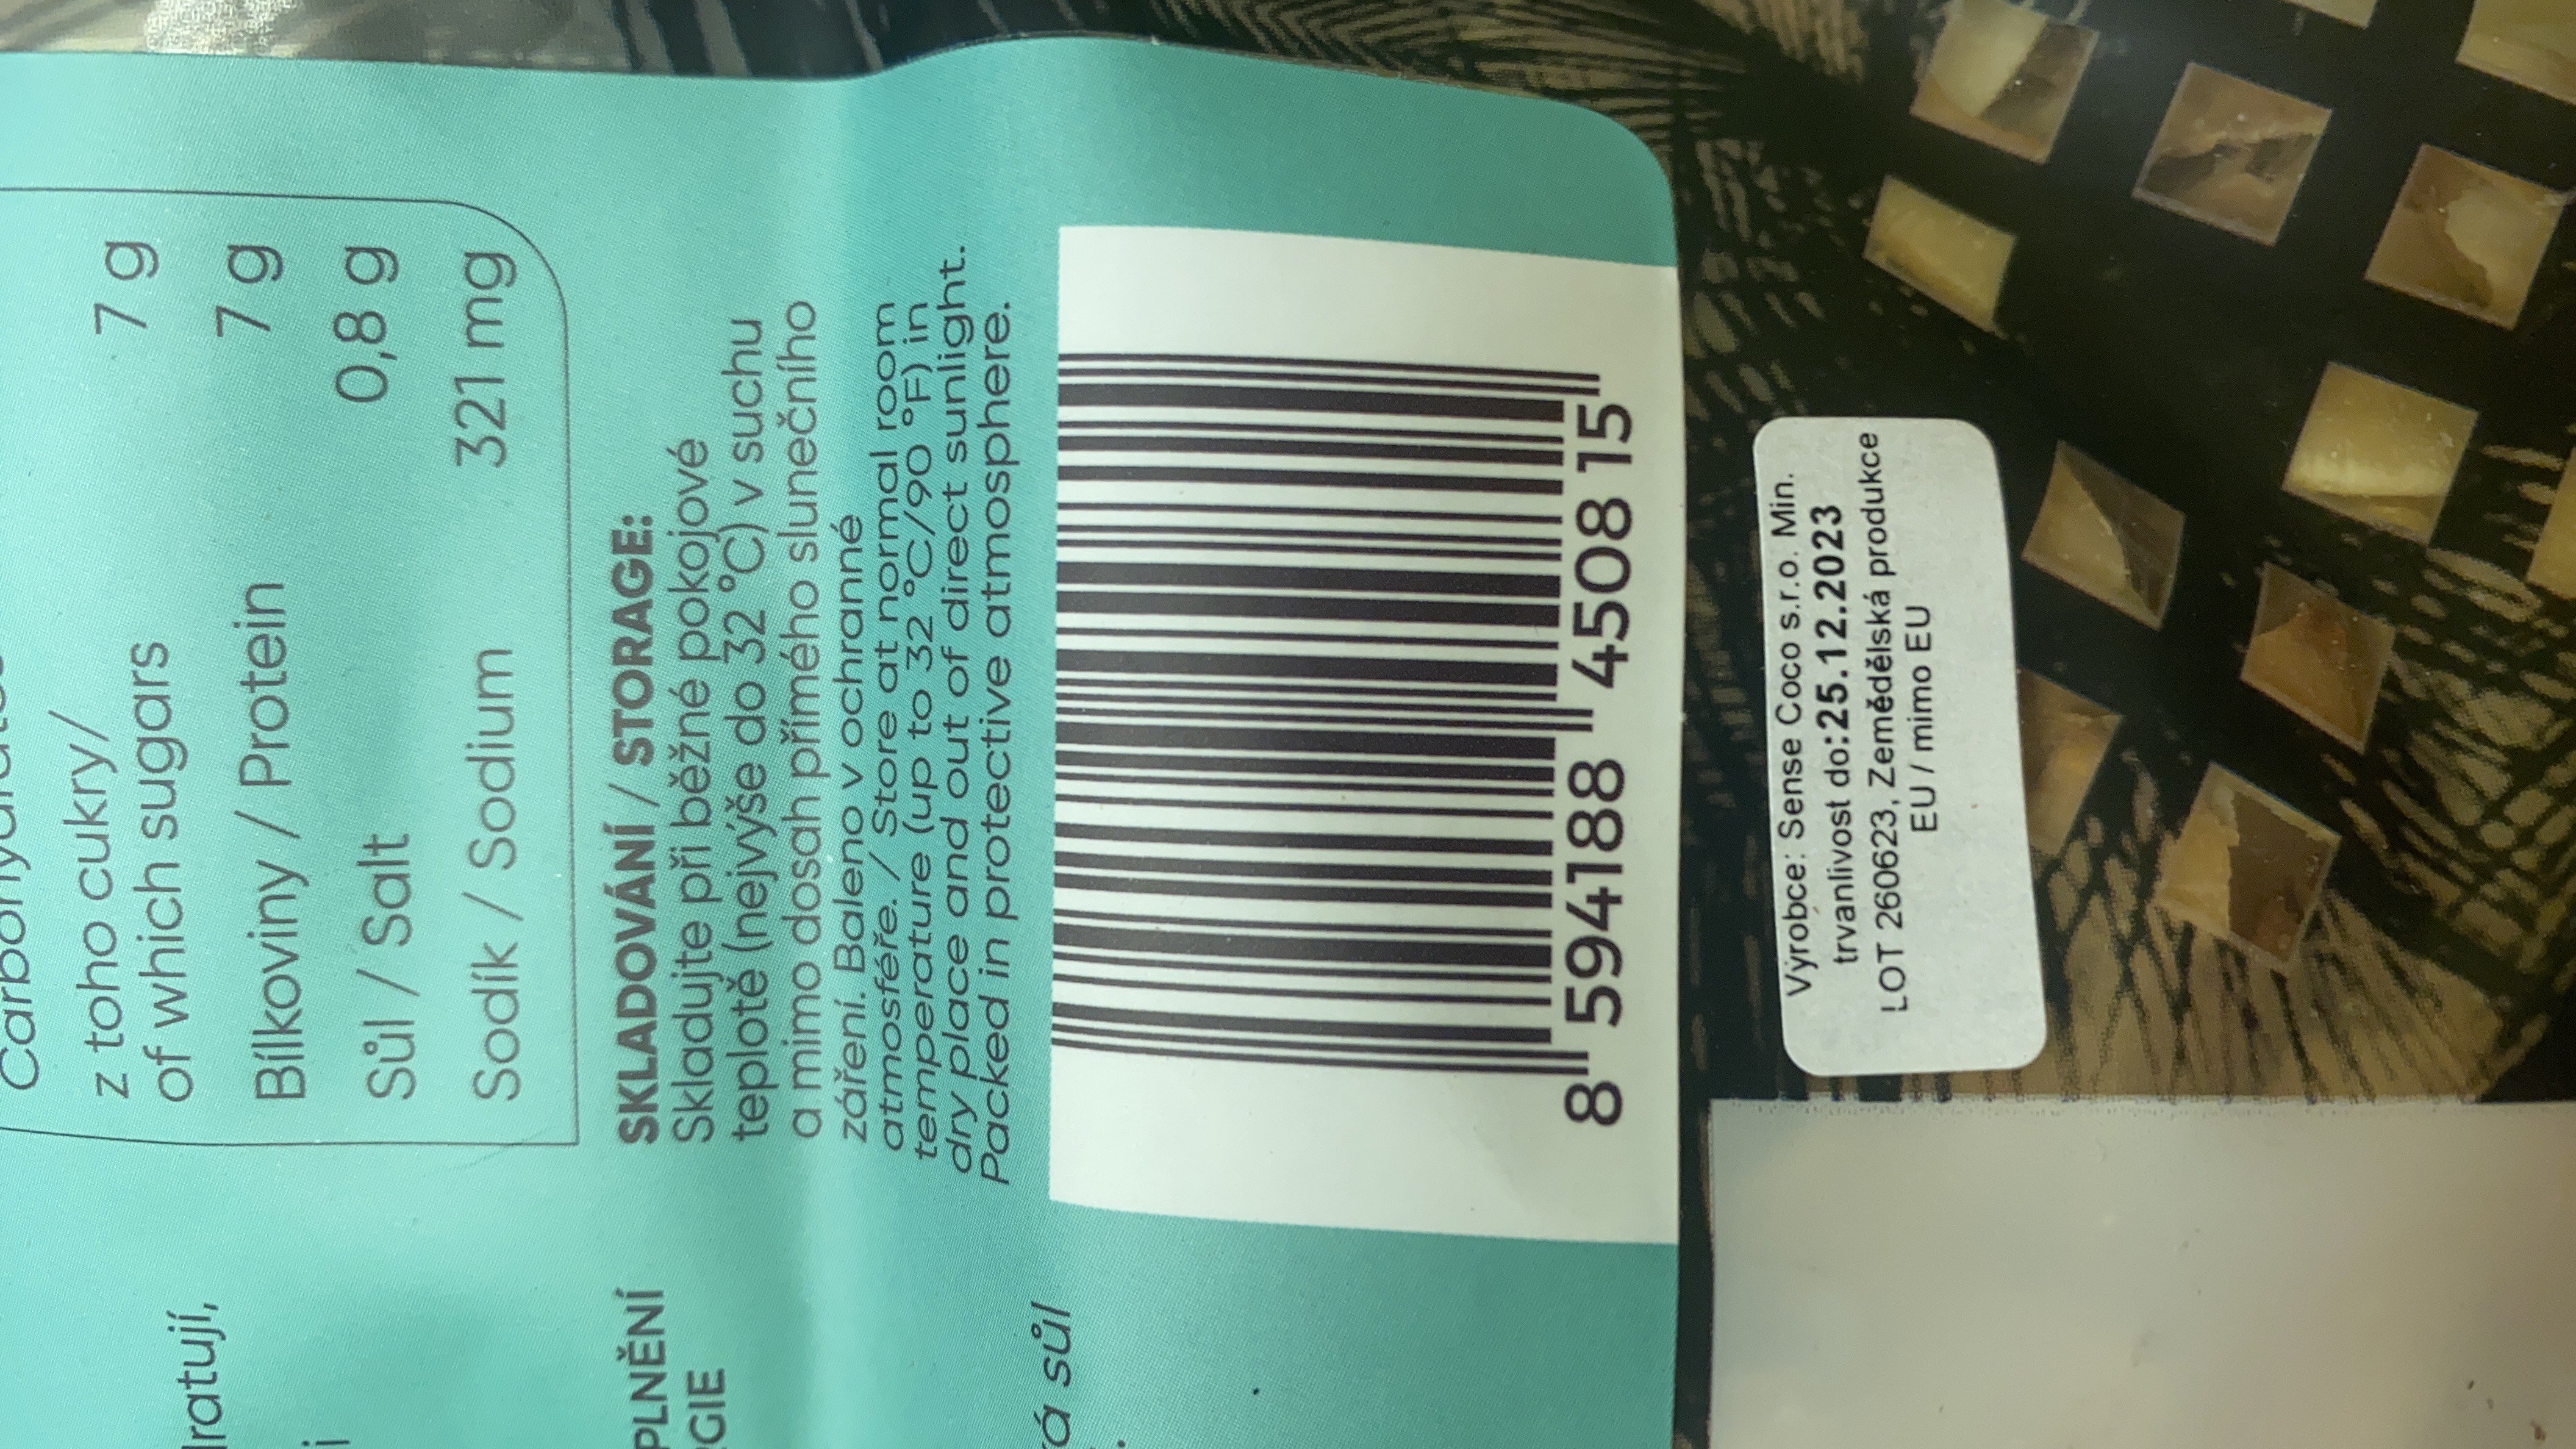 z toho cukry/ 7 g
of which sugars
Bílkoviny / Protein 7 g
Sůl / Salt 0,8 g
Sodík / Sodium 321 mg
SKLADOVÁNÍ / STORAGE:
Skladujte při běžné pokojové
teplotě (nejvýše do 32 °C) v suchu
a mimo dosah přímého slunečního
záření. Baleno v ochranné
atmosféře. / Store at normal room
temperature (up to 32 °C/90 °F) in
dry place and out of direct sunlight.
Packed in protective atmosphere.
8 594188 450815
sůl
Výrobce: Sense Coco s.r.o. Min.
trvanlivost do:25.12.2023
LOT 260623, Zemědělská produkce
EU / mimo EU